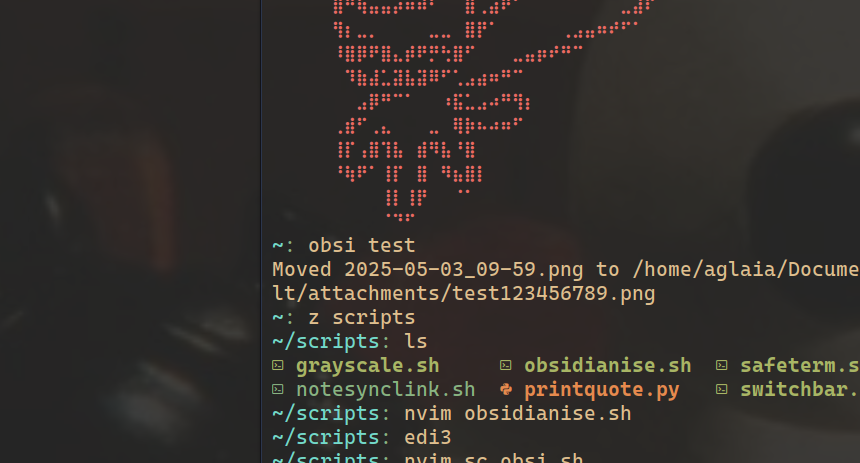 ~: obsi test
Moved 2025-05-03_09-59.png to /home/aglaia/Docume
lt/attachments/test123456789.png
~: z scripts
~/scripts: ls
grayscale.sh obsidianise.sh safeterm.s
notesynclink.sh printquote.py switchbar.
~/scripts: nvim obsidianise.sh
~/scripts: edi3
~/scripts: nvim sc_obsi.sh